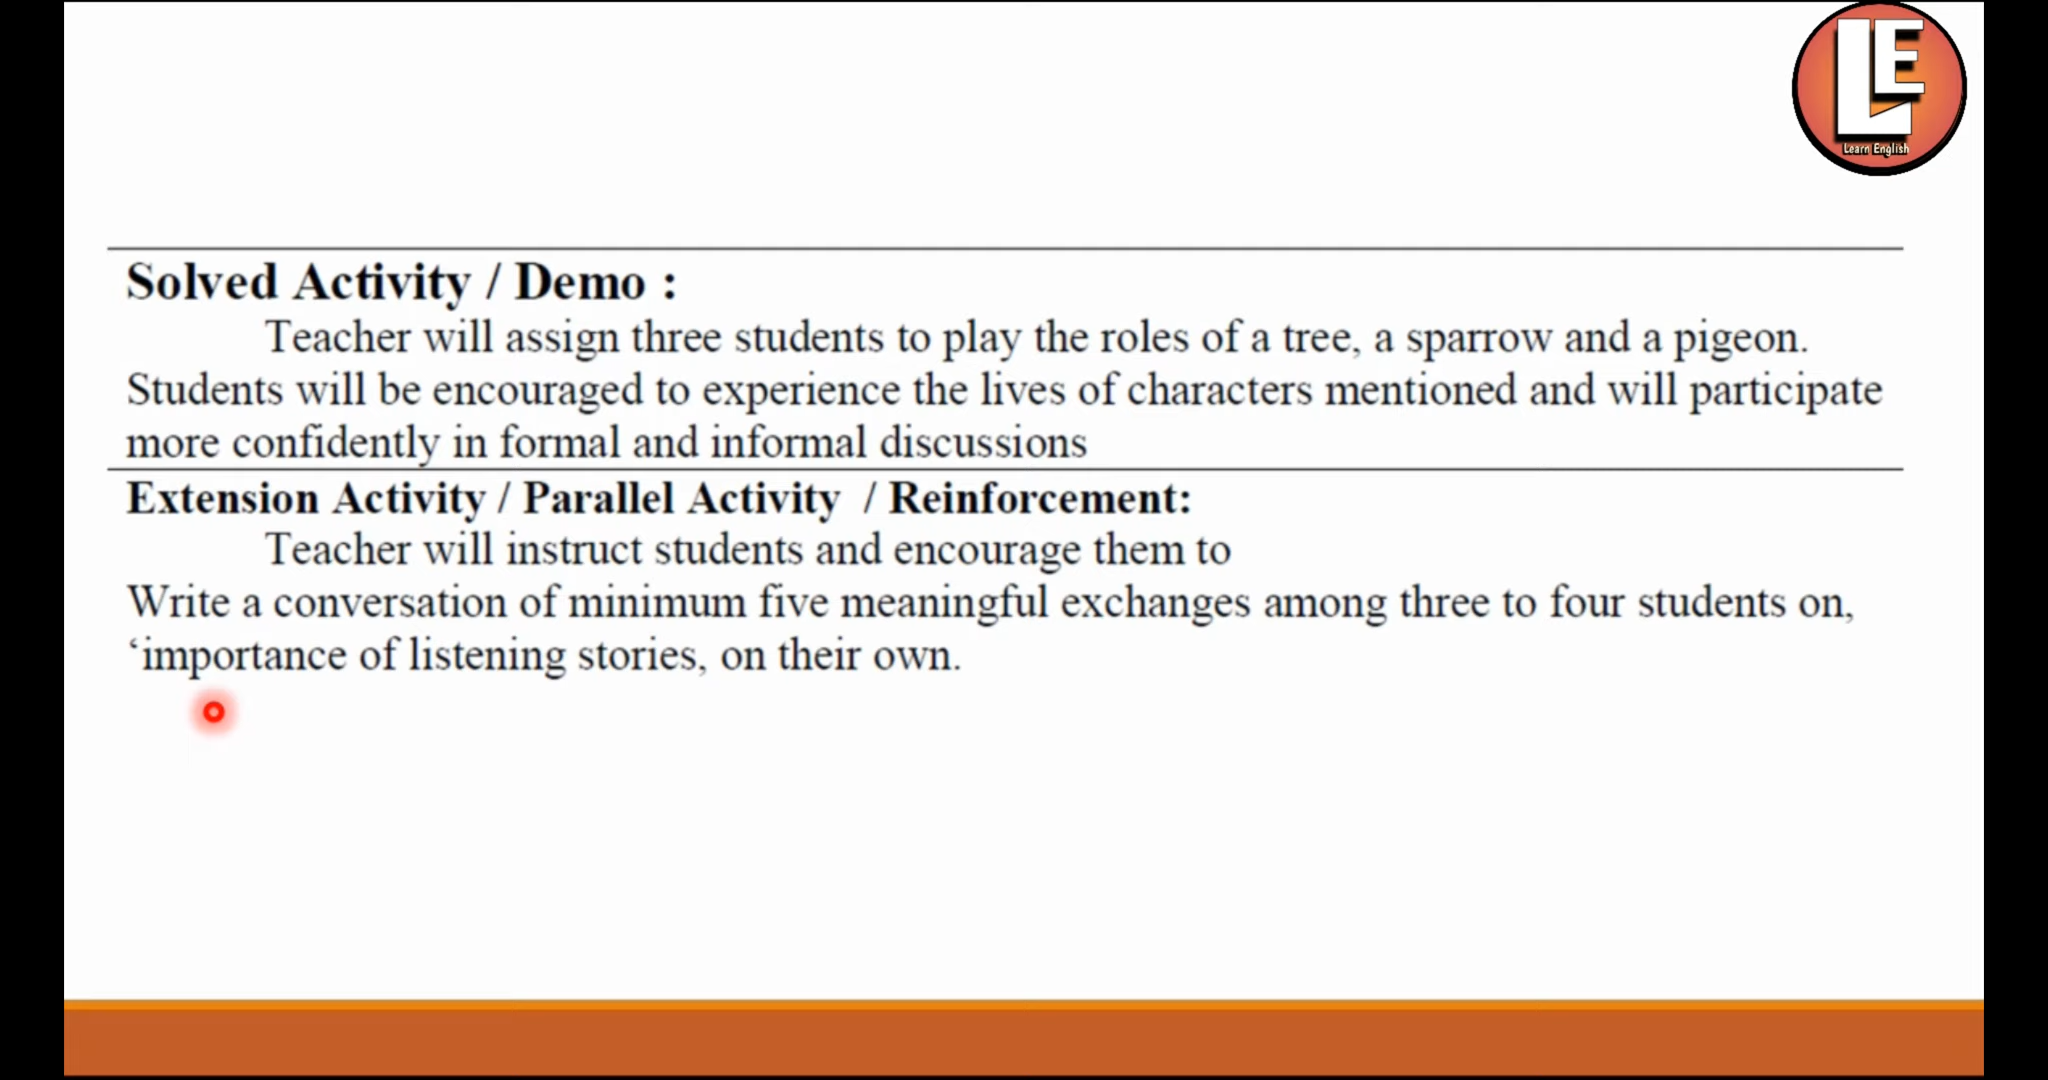 LE
Learn English
Solved Activity / Demo :
Teacher will assign three students to play the roles of a tree, a sparrow and a pigeon.
Students will be encouraged to experience the lives of characters mentioned and will participate
more confidently in formal and informal discussions
Extension Activity / Parallel Activity / Reinforcement:
Teacher will instruct students and encourage them to
Write a conversation of minimum five meaningful exchanges among three to four students on,
‘importance of listening stories, on their own.